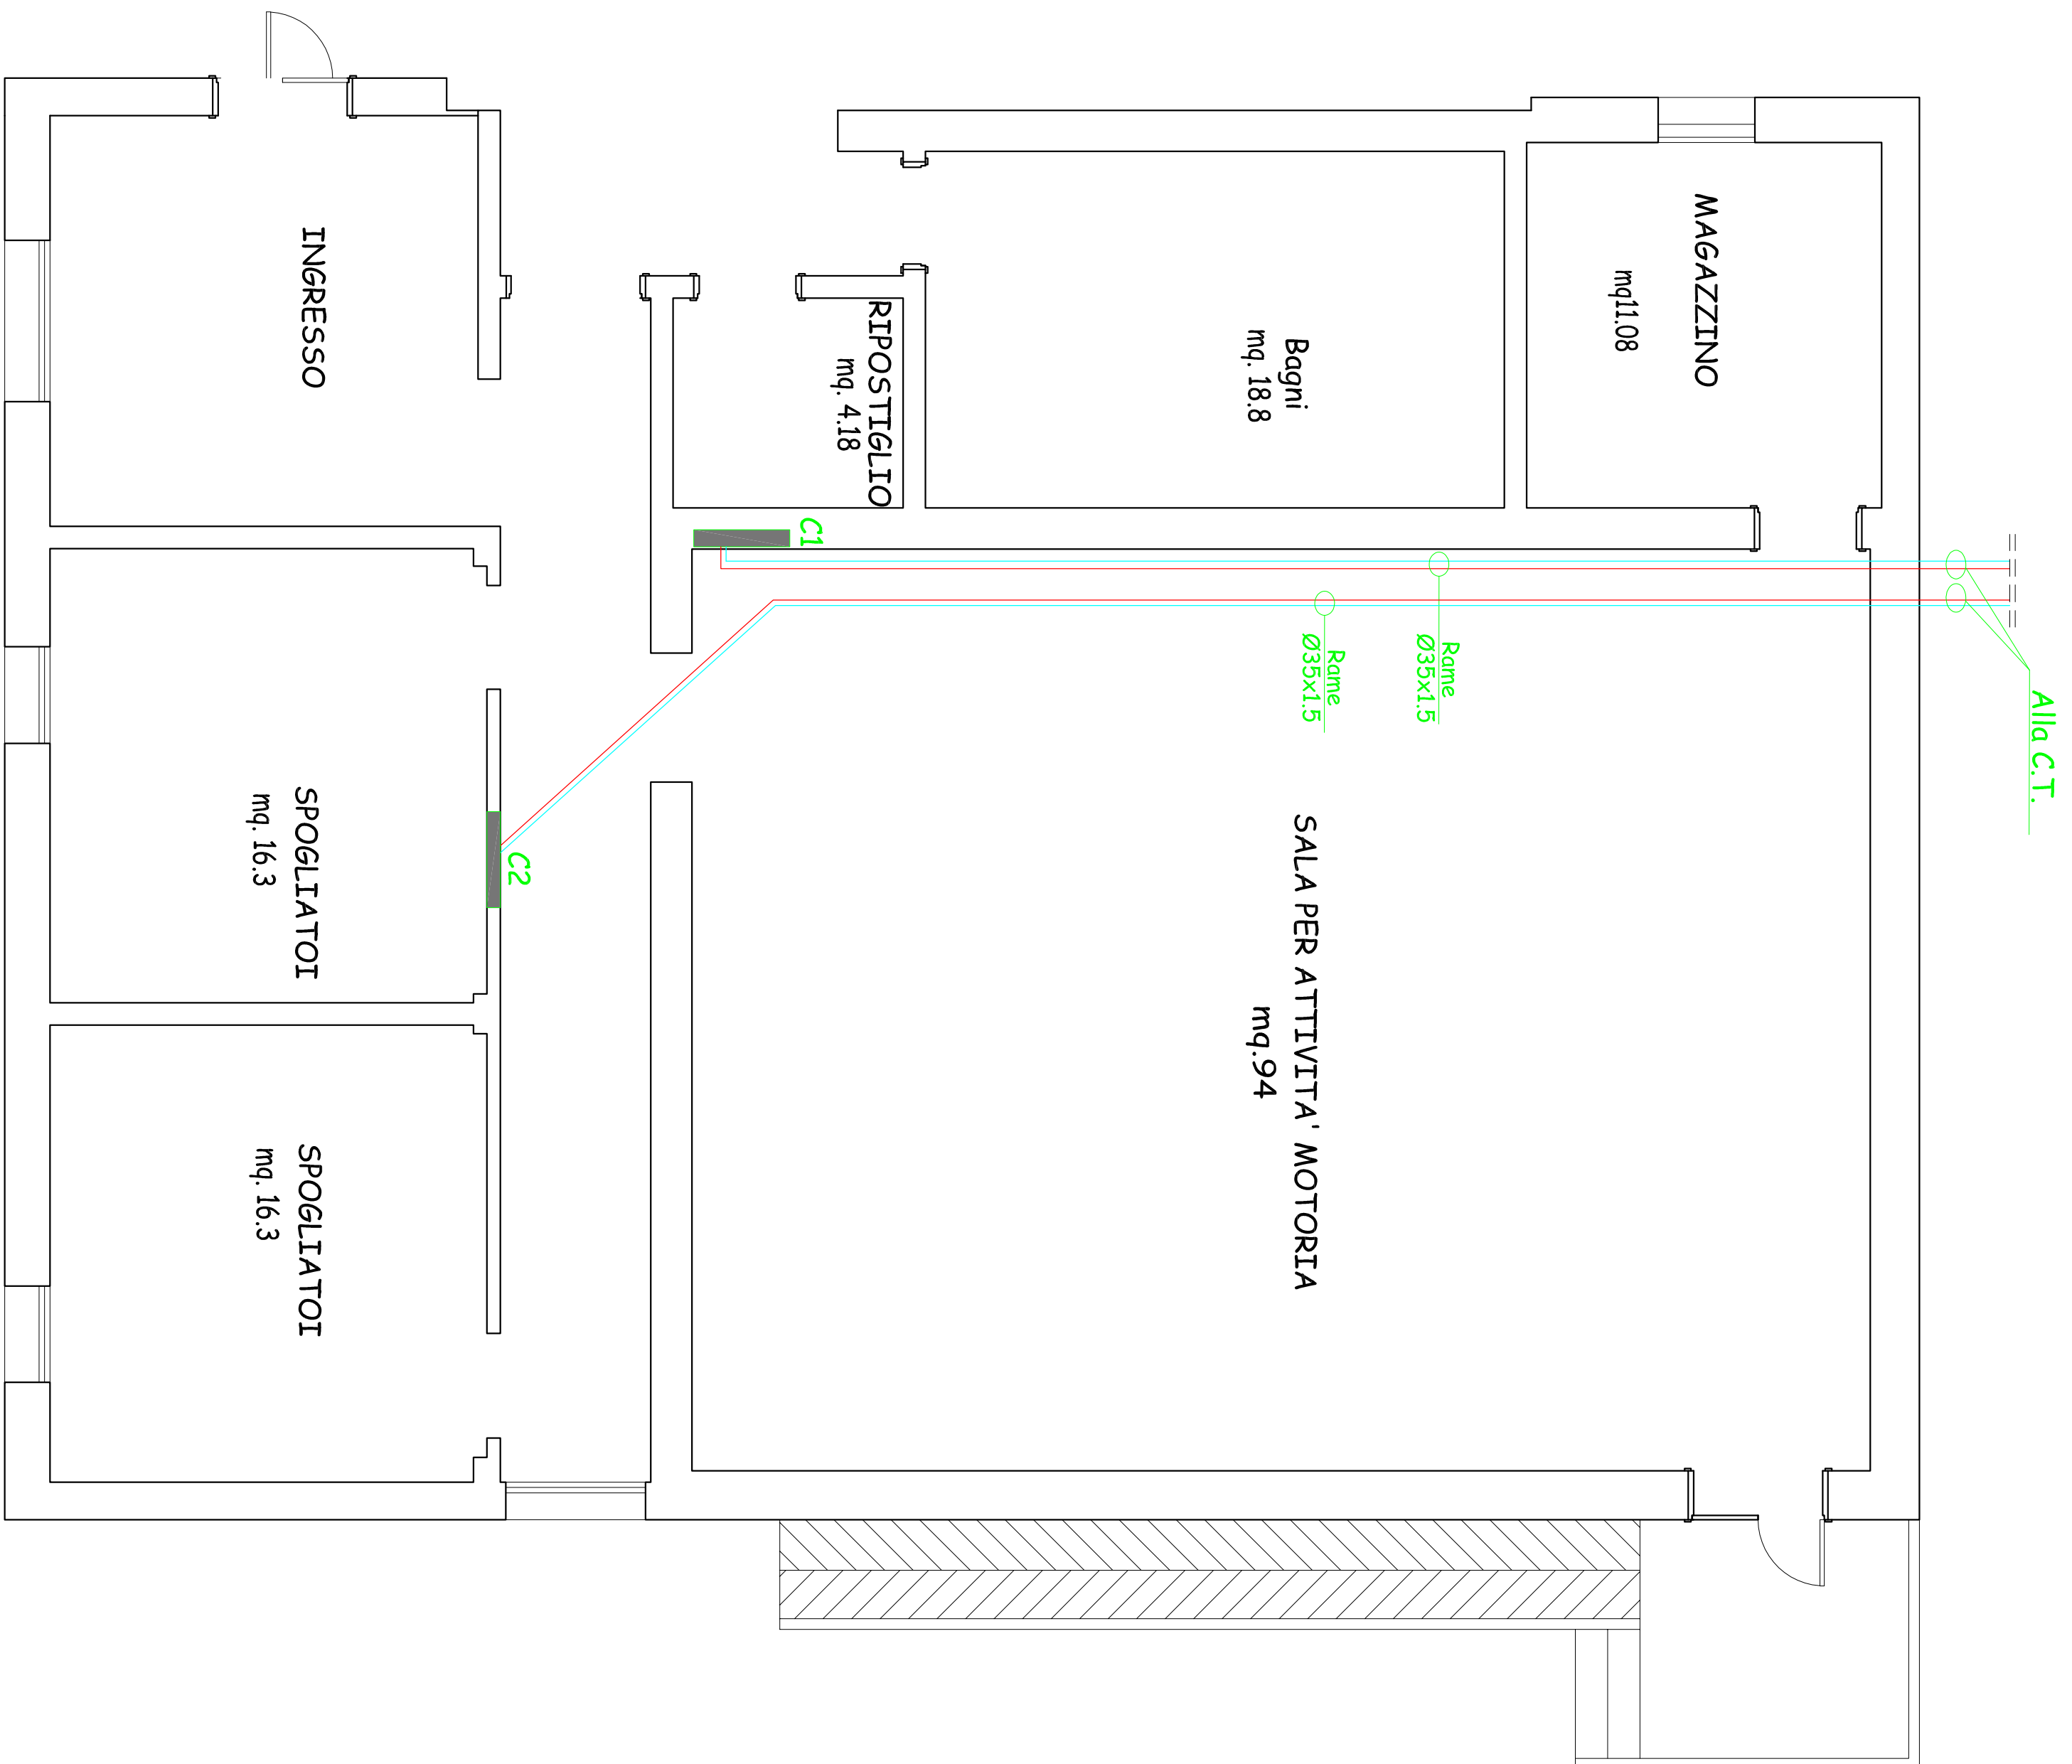 Alla C.T.
MAGAZZINO
mq11.08
Rame
Ø35x1.5
Rame
Ø35x1.5
Bagni
mq. 18.8
SALA PER ATTIVITA' MOTORIA
mq.94
RIPOSTIGLIO
mq. 4.18
C1
C2
INGRESSO
SPOGLIATOI
mq. 16.3
SPOGLIATOI
mq. 16.3